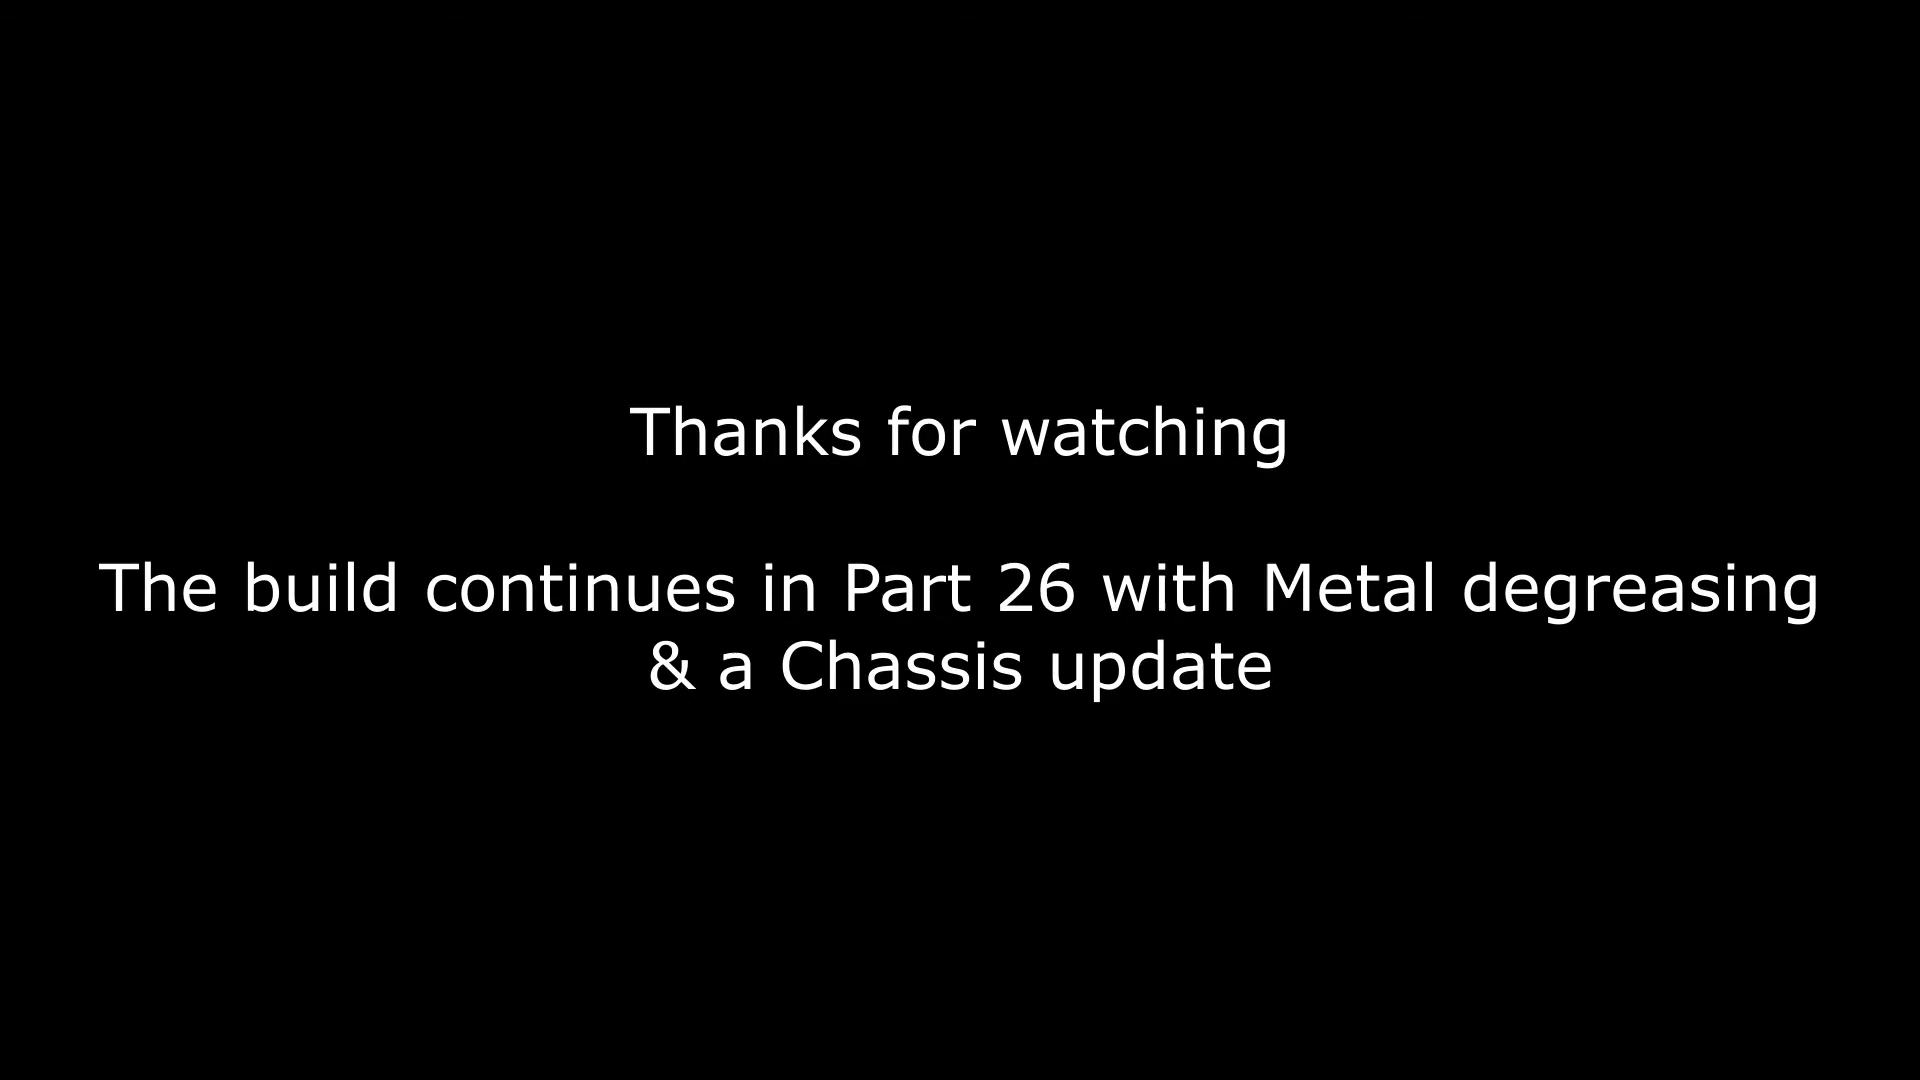 Thanks for watching
The build continues in Part 26 with Metal degreasing
& a Chassis update